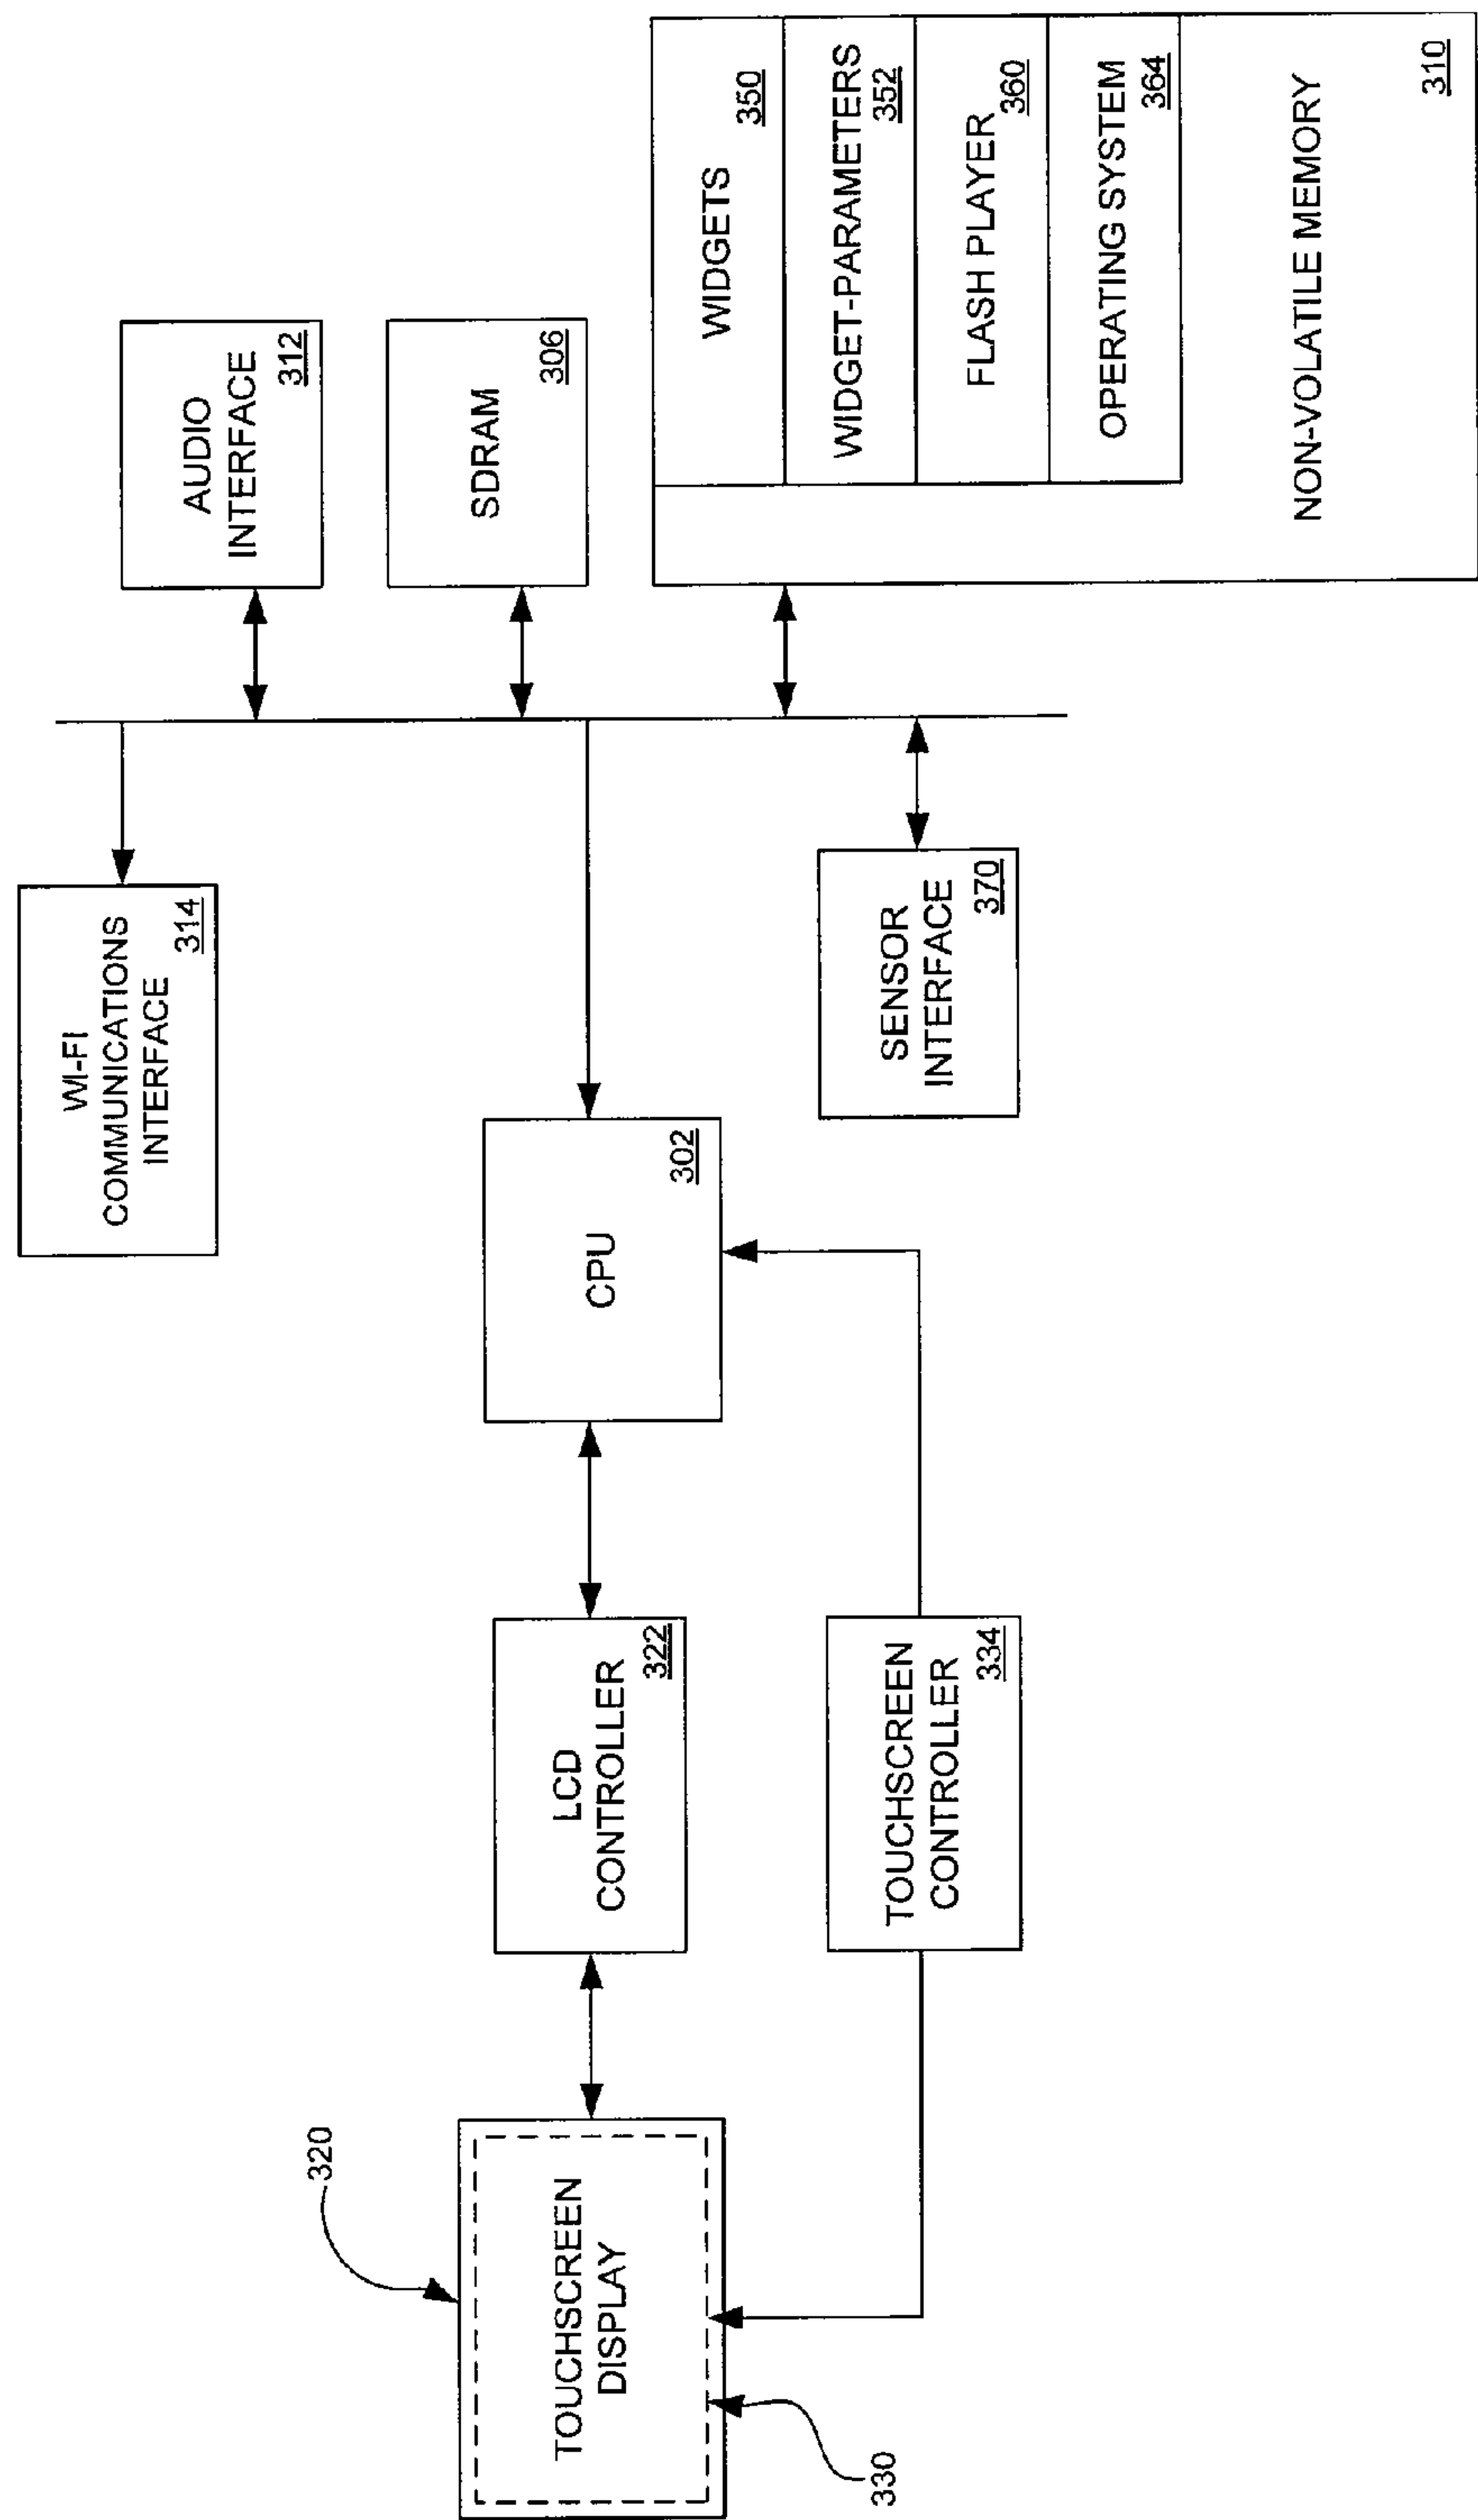 320
TOUCHSCREEN
DISPLAY
330
LCD
CONTROLLER
322
TOUCHSCREEN
CONTROLLER
334
CPU
302
WI-FI
COMMUNICATIONS
INTERFACE
314
SENSOR
INTERFACE
370
AUDIO
INTERFACE
312
SDRAM
306
WIDGETS
350
WIDGET-PARAMETERS
352
FLASH PLAYER
360
OPERATING SYSTEM
364
NON-VOLATILE MEMORY
310